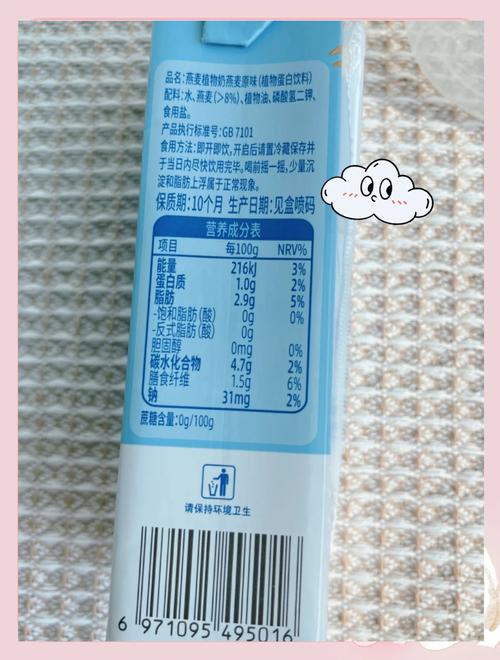 品名:燕麦植物奶燕麦原味(植物蛋白饮料)
配料:水、燕麦(>8%)、植物油、磷酸氢二钾、
食用盐。
产品执行标准号:GB 7101
食用方法:即开即饮,开启后请置冷藏保存并
于当日内尽快饮用完毕。喝前摇一摇,少量沉
淀和脂肪上浮属于正常现象。
保质期:10个月 生产日期:见盒喷码
营养成分表
项目 每100g NRV%
能量 216kJ 3%
蛋白质 1.0g 2%
脂肪 2.9g 5%
-饱和脂肪(酸) 0g 0%
-反式脂肪(酸) 0g
胆固醇 0mg 0%
碳水化合物 4.7g 2%
膳食纤维 1.5g 6%
钠 31mg 2%
蔗糖含量:0g/100g
请保持环境卫生
6 971095 495016